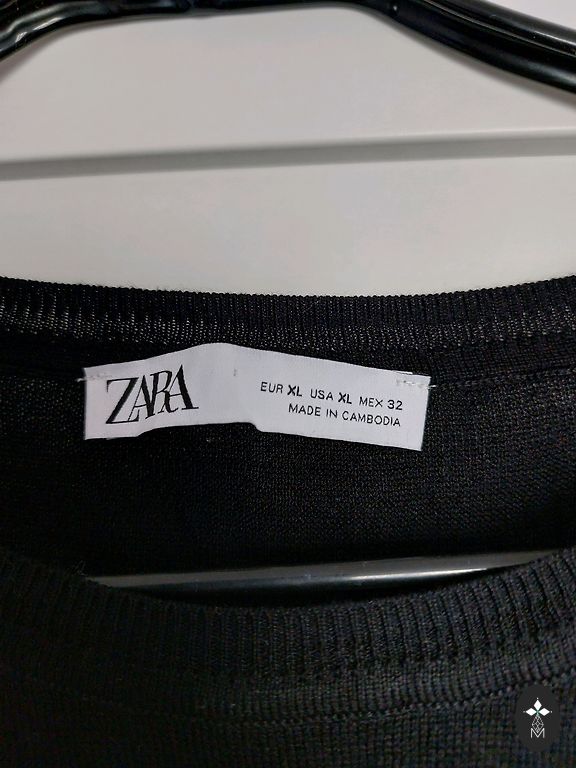 ZARA
EUR XL USA XL MEX 32
MADE IN CAMBODIA
M